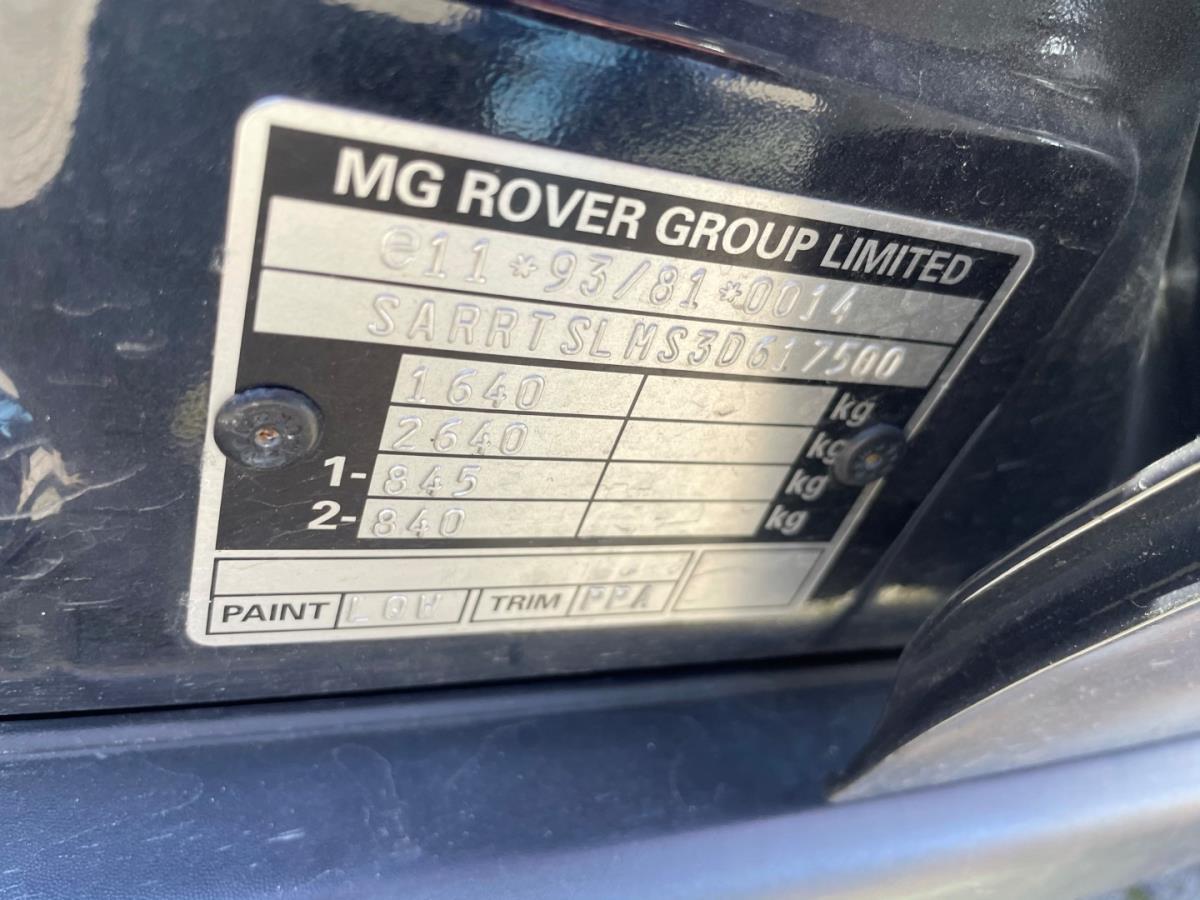 MG ROVER GROUP LIMITED
e11*93/81*0014
SARRTSLMS3D617500
1640 kg
2640 kg
1- 845 kg
2- 840 kg
PAINT LOW TRIM PPA